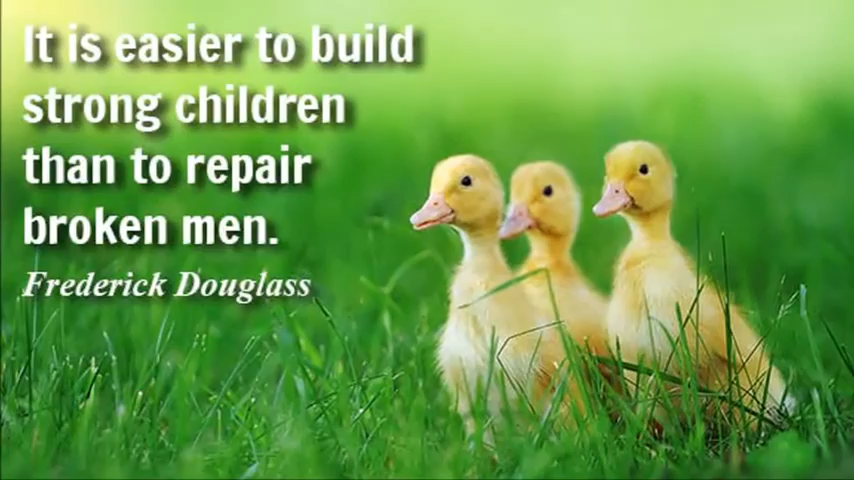 It is easier to build
strong children
than to repair
broken men.
Frederick Douglass